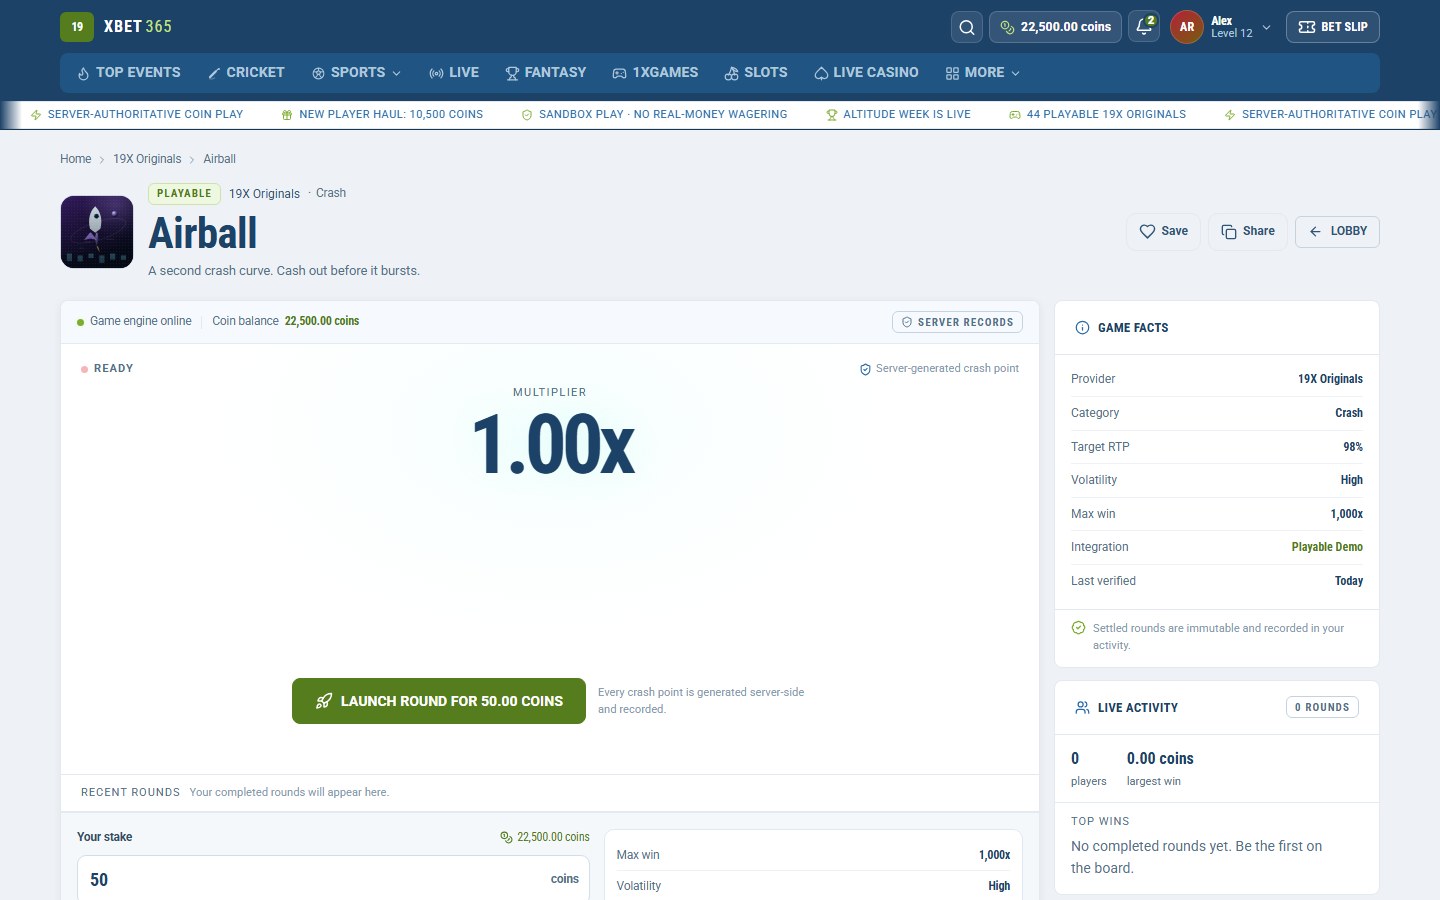 19 XBET 365
22,500.00 coins
2
AR
Alex
Level 12
BET SLIP
TOP EVENTS CRICKET SPORTS LIVE FANTASY 1XGAMES SLOTS LIVE CASINO MORE
SERVER-AUTHORITATIVE COIN PLAY NEW PLAYER HAUL: 10,500 COINS SANDBOX PLAY · NO REAL-MONEY WAGERING ALTITUDE WEEK IS LIVE 44 PLAYABLE 19X ORIGINALS SERVER-AUTHORITATIVE COIN PLAY
Home 19X Originals Airball
PLAYABLE 19X Originals · Crash
Airball
A second crash curve. Cash out before it bursts.
Save Share LOBBY
Game engine online Coin balance 22,500.00 coins SERVER RECORDS
READY Server-generated crash point
MULTIPLIER
1.00x
LAUNCH ROUND FOR 50.00 COINS
Every crash point is generated server-side
and recorded.
RECENT ROUNDS Your completed rounds will appear here.
Your stake 22,500.00 coins
50 coins
Max win 1,000x
Volatility High
GAME FACTS
Provider 19X Originals
Category Crash
Target RTP 98%
Volatility High
Max win 1,000x
Integration Playable Demo
Last verified Today
Settled rounds are immutable and recorded in your
activity.
LIVE ACTIVITY 0 ROUNDS
0 0.00 coins
players largest win
TOP WINS
No completed rounds yet. Be the first on
the board.